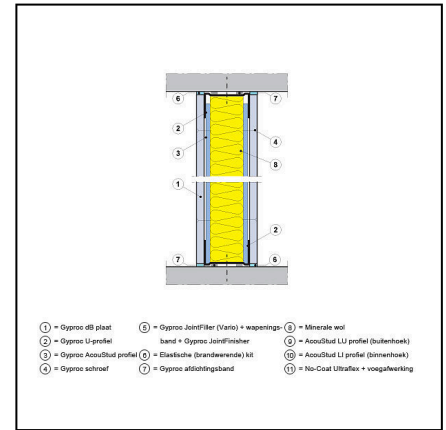 6
7
2
4
3
8
1
2
7
6
1 = Gyproc dB plaat
2 = Gyproc U-profiel
3 = Gyproc AcouStud profiel
4 = Gyproc schroef
5 = Gyproc JointFiller (Vario) + wapenings-
band + Gyproc JointFinisher
6 = Elastische (brandwerende) kit
7 = Gyproc afdichtingsband
8 = Minerale wol
9 = AcouStud LU profiel (buitenhoek)
10 = AcouStud LI profiel (binnenhoek)
11 = No-Coat Ultraflex + voegafwerking